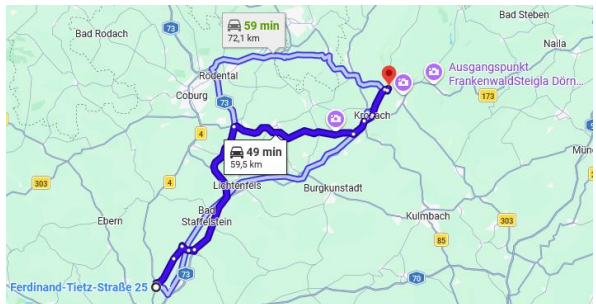 Bad Steben
Bad Rodach
73
59 min
72,1 km
Naila
Ausgangspunkt
FrankenwaldSteigla Dörn...
Rödental
Coburg
173
73
Kronach
4
49 min
59,5 km
303
4
Lichtenfels
Burgkunstadt
Ebern
Bad
Staffelstein
Kulmbach
303
85
73
70
Ferdinand-Tietz-Straße 25